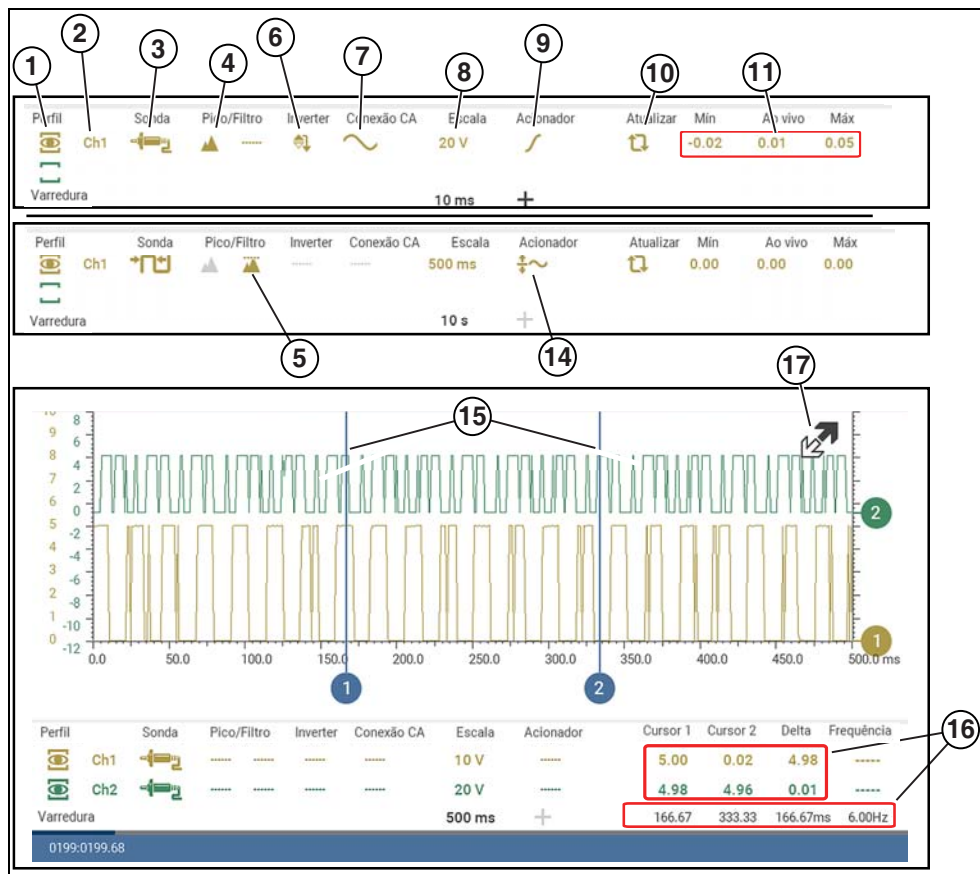 1 2 3 4 6 7 8 9 10 11
Perfil Sonda Pico/Filtro Inverter Conexão CA Escala Acionador Atualizar Mín Ao vivo Máx
Ch1 20 V -0.02 0.01 0.05
Varredura 10 ms
Perfil Sonda Pico/Filtro Inverter Conexão CA Escala Acionador Atualizar Mín Ao vivo Máx
Ch1 500 ms 0.00 0.00 0.00
Varredura 10 s
5 14
17
15
10
9
8
7
6
5
4
3
2
1
0
8
6
4
2
0
-2
-4
-6
-8
-10
-12
2
1
0.0 50.0 100.0 150.0 200.0 250.0 300.0 350.0 400.0 450.0 500.0 ms
1 2
16
Perfil Sonda Pico/Filtro Inverter Conexão CA Escala Acionador Cursor 1 Cursor 2 Delta Frequência
Ch1 ------ ------ ------ ------ 10 V ------ 5.00 0.02 4.98 -----
Ch2 ------ ------ ------ ------ 20 V ------ 4.98 4.96 0.01 -----
Varredura 500 ms 166.67 333.33 166.67ms 6.00Hz
0199:0199.68